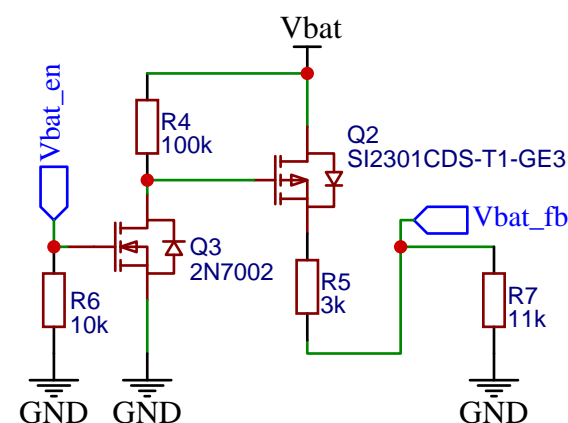 Vbat
Vbat_en
R4
100k
Q2
SI2301CDS-T1-GE3
Vbat_fb
Q3
2N7002
R6
10k
R5
3k
R7
11k
GND
GND
GND